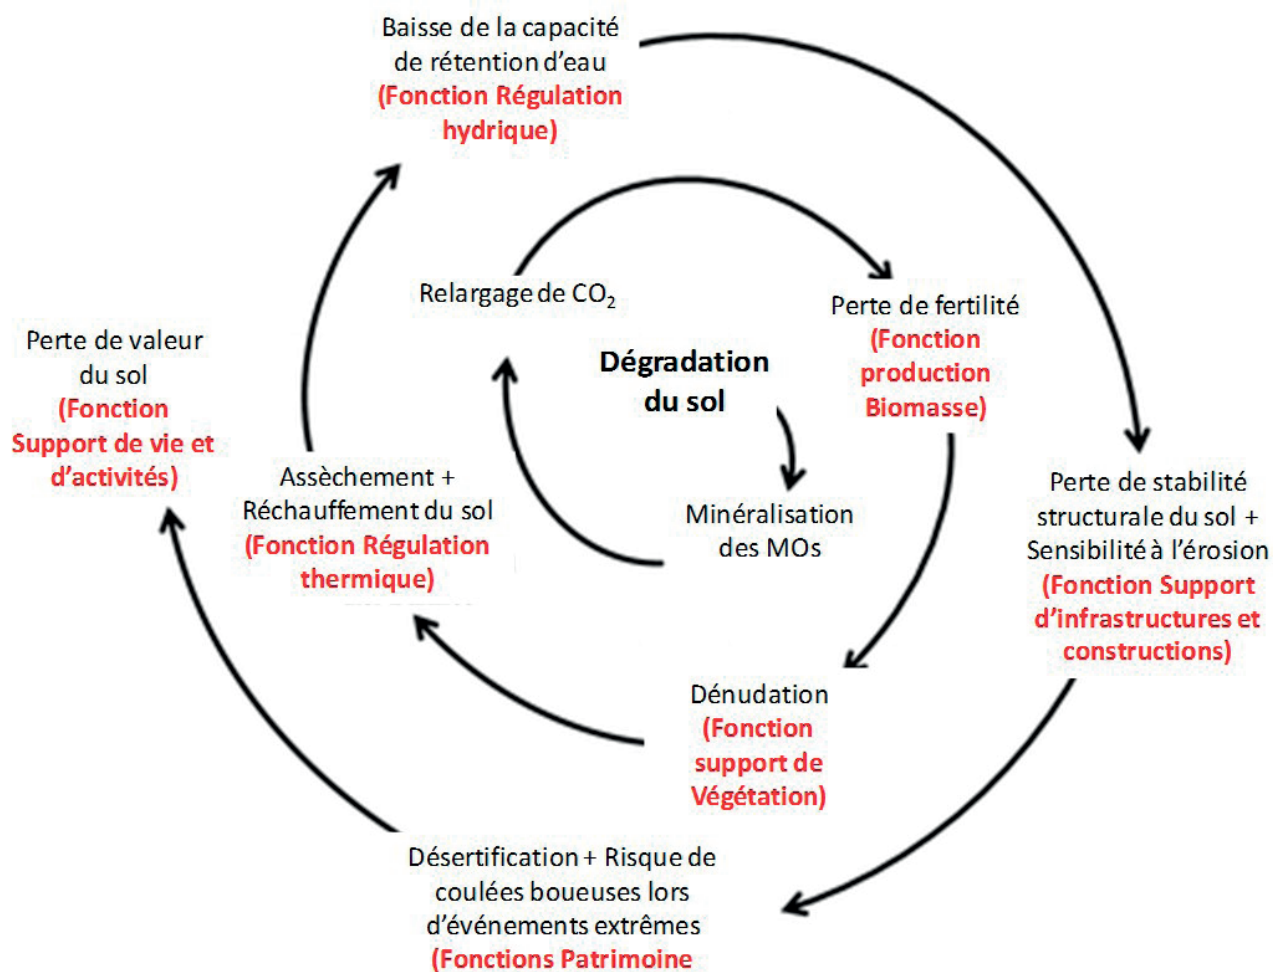 Baisse de la capacité
de rétention d’eau
(Fonction Régulation
hydrique)
Relargage de CO₂
Perte de fertilité
(Fonction
production
Biomasse)
Perte de valeur
du sol
(Fonction
Support de vie et
d’activités)
Dégradation
du sol
Assèchement +
Réchauffement du sol
(Fonction Régulation
thermique)
Minéralisation
des MOs
Perte de stabilité
structurale du sol +
Sensibilité à l’érosion
(Fonction Support
d’infrastructures et
constructions)
Dénudation
(Fonction
support de
Végétation)
Désertification + Risque de
coulées boueuses lors
d’événements extrêmes
(Fonctions Patrimoine